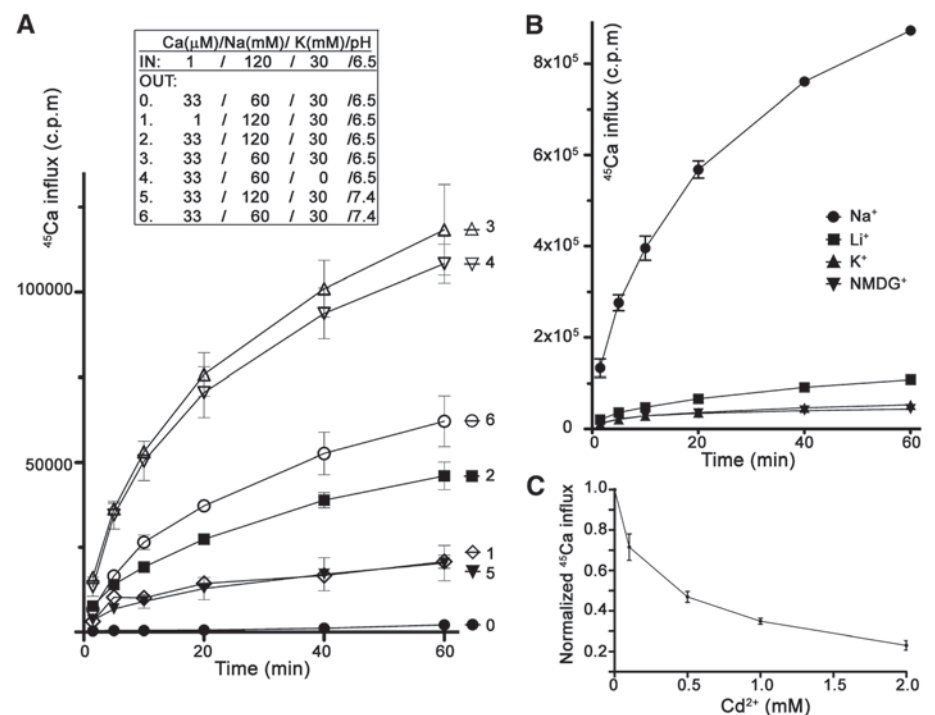 A
Ca(μM)/Na(mM)/ K(mM)/pH
IN: 1 / 120 / 30 /6.5
OUT:
0. 33 / 60 / 30 /6.5
1. 1 / 120 / 30 /6.5
2. 33 / 120 / 30 /6.5
3. 33 / 60 / 30 /6.5
4. 33 / 60 / 0 /6.5
5. 33 / 120 / 30 /7.4
6. 33 / 60 / 30 /7.4
⁴⁵Ca influx (c.p.m)
100000
50000
0
3
4
6
2
1
5
0
0 20 40 60
Time (min)
B
⁴⁵Ca influx (c.p.m)
8x10⁵
6x10⁵
4x10⁵
2x10⁵
0
Na⁺
Li⁺
K⁺
NMDG⁺
0 20 40 60
Time (min)
C
Normalized ⁴⁵Ca influx
1.0
0.8
0.6
0.4
0.2
0.0 0.5 1.0 1.5 2.0
Cd²⁺ (mM)